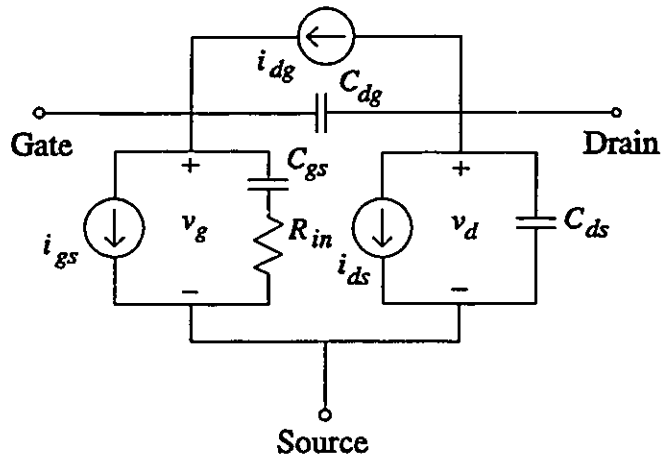 i_dg
C_dg
Gate
Drain
+
C_gs
+
i_gs
v_g
R_in
i_ds
v_d
C_ds
−
−
Source